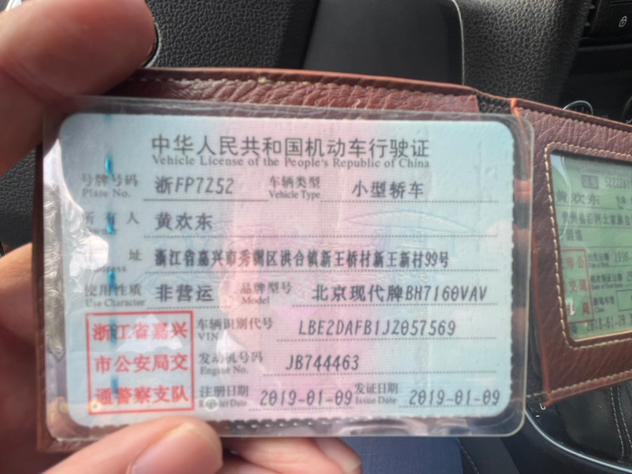 中华人民共和国机动车行驶证
Vehicle License of the People's Republic of China
号牌号码 浙FP7Z52 车辆类型 小型轿车
Plate No. Vehicle Type
所有人 黄欢东
址 浙江省嘉兴市秀洲区洪合镇新王桥村新王新村99号
使用性质 非营运 品牌型号 北京现代牌BH7160VAV
Use Character Model
浙江省嘉兴 车辆识别代号 LBE2DAFB1JZ057569
VIN
市公安局交 发动机号码 JB744463
Engine No.
通警察支队 注册日期 2019-01-09 发证日期 2019-01-09
Register Date Issue Date
黄欢东